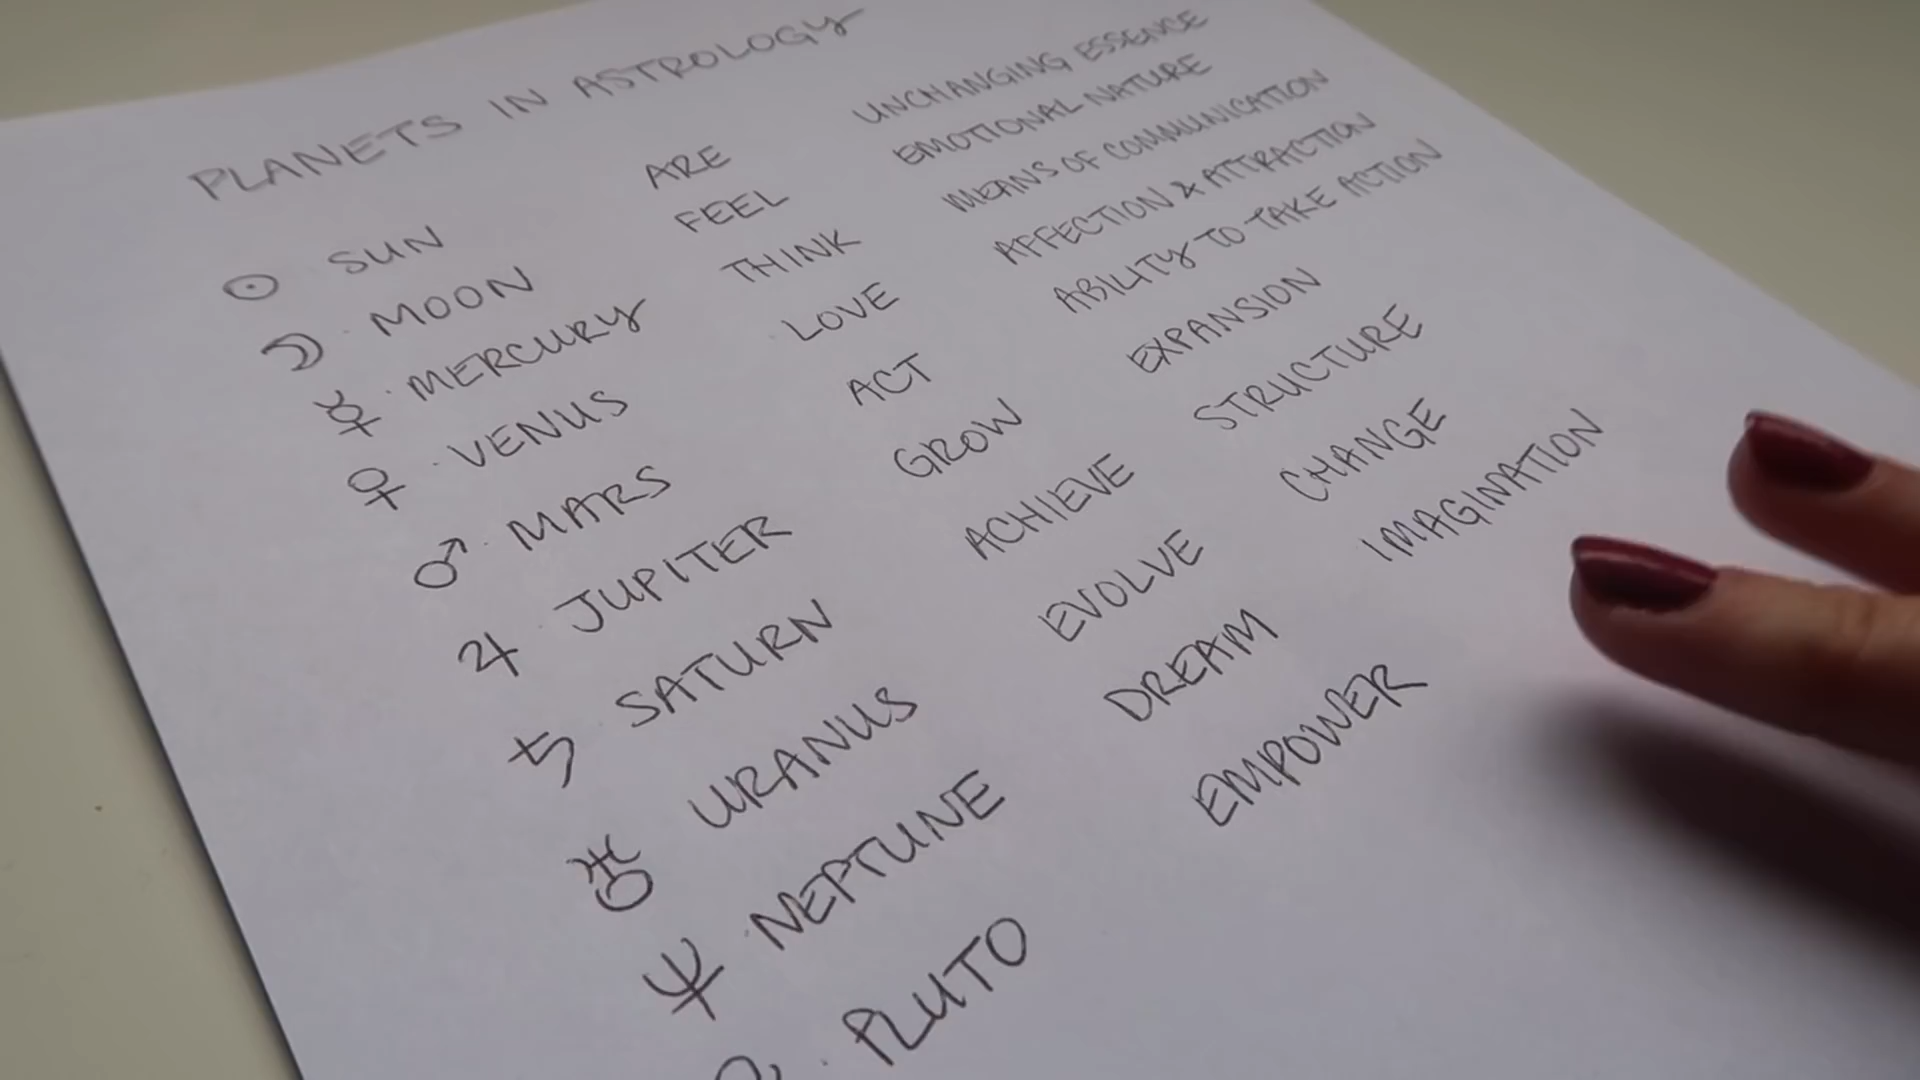 PLANETS IN ASTROLOGY
☉ SUN ARE UNCHANGING ESSENCE
☽ · MOON FEEL EMOTIONAL NATURE
☿ · MERCURY THINK MEANS OF COMMUNICATION
♀ · VENUS LOVE AFFECTION & ATTRACTION
♂ · MARS ACT ABILITY TO TAKE ACTION
♃ · JUPITER GROW EXPANSION
♄ · SATURN ACHIEVE STRUCTURE
♅ URANUS EVOLVE CHANGE
♆ · NEPTUNE DREAM IMAGINATION
· PLUTO EMPOWER